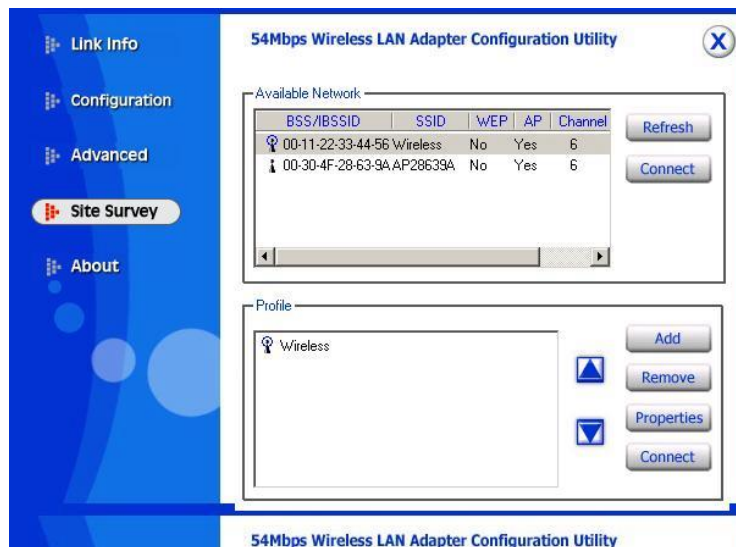 Link Info
Configuration
Advanced
Site Survey
About
54Mbps Wireless LAN Adapter Configuration Utility
X
Available Network
BSS/IBSSID SSID WEP AP Channel
00-11-22-33-44-56 Wireless No Yes 6
00-30-4F-28-63-9A AP28639A No Yes 6
Refresh
Connect
Profile
Wireless
Add
Remove
Properties
Connect
54Mbps Wireless LAN Adapter Configuration Utility